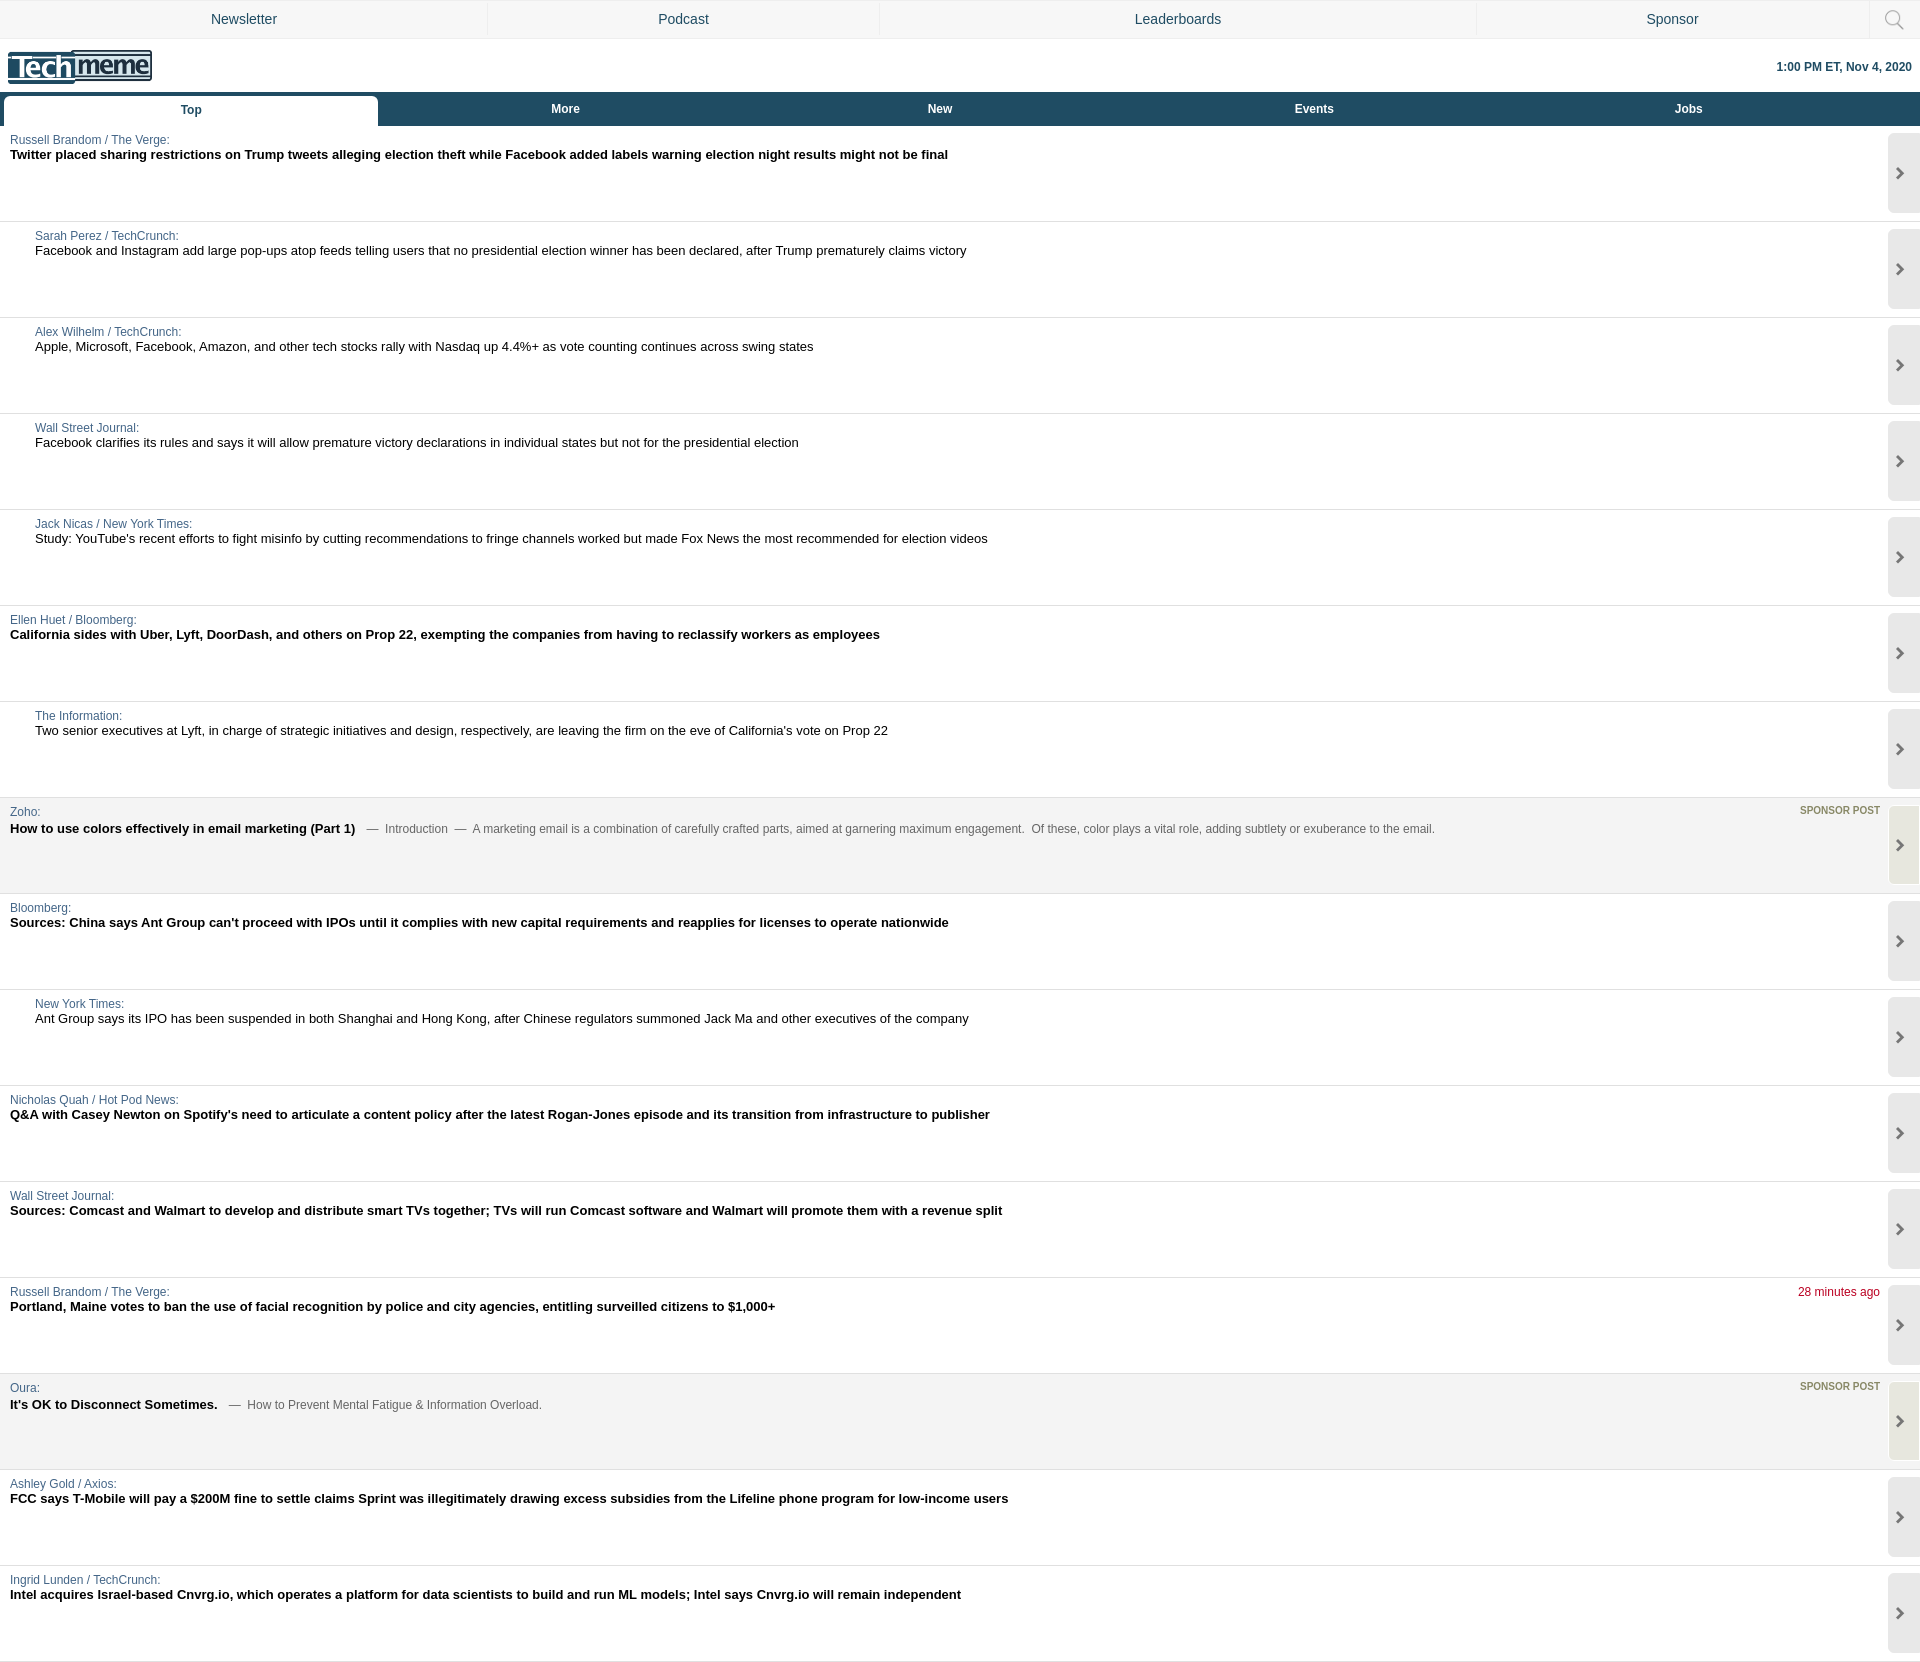 Newsletter
Podcast
Leaderboards
Sponsor
Techmeme
1:00 PM ET, Nov 4, 2020
Top
More
New
Events
Jobs
Russell Brandom / The Verge:
Twitter placed sharing restrictions on Trump tweets alleging election theft while Facebook added labels warning election night results might not be final
Sarah Perez / TechCrunch:
Facebook and Instagram add large pop-ups atop feeds telling users that no presidential election winner has been declared, after Trump prematurely claims victory
Alex Wilhelm / TechCrunch:
Apple, Microsoft, Facebook, Amazon, and other tech stocks rally with Nasdaq up 4.4%+ as vote counting continues across swing states
Wall Street Journal:
Facebook clarifies its rules and says it will allow premature victory declarations in individual states but not for the presidential election
Jack Nicas / New York Times:
Study: YouTube's recent efforts to fight misinfo by cutting recommendations to fringe channels worked but made Fox News the most recommended for election videos
Ellen Huet / Bloomberg:
California sides with Uber, Lyft, DoorDash, and others on Prop 22, exempting the companies from having to reclassify workers as employees
The Information:
Two senior executives at Lyft, in charge of strategic initiatives and design, respectively, are leaving the firm on the eve of California's vote on Prop 22
Zoho:
SPONSOR POST
How to use colors effectively in email marketing (Part 1) — Introduction — A marketing email is a combination of carefully crafted parts, aimed at garnering maximum engagement. Of these, color plays a vital role, adding subtlety or exuberance to the email.
Bloomberg:
Sources: China says Ant Group can't proceed with IPOs until it complies with new capital requirements and reapplies for licenses to operate nationwide
New York Times:
Ant Group says its IPO has been suspended in both Shanghai and Hong Kong, after Chinese regulators summoned Jack Ma and other executives of the company
Nicholas Quah / Hot Pod News:
Q&A with Casey Newton on Spotify's need to articulate a content policy after the latest Rogan-Jones episode and its transition from infrastructure to publisher
Wall Street Journal:
Sources: Comcast and Walmart to develop and distribute smart TVs together; TVs will run Comcast software and Walmart will promote them with a revenue split
Russell Brandom / The Verge:
28 minutes ago
Portland, Maine votes to ban the use of facial recognition by police and city agencies, entitling surveilled citizens to $1,000+
Oura:
SPONSOR POST
It's OK to Disconnect Sometimes. — How to Prevent Mental Fatigue & Information Overload.
Ashley Gold / Axios:
FCC says T-Mobile will pay a $200M fine to settle claims Sprint was illegitimately drawing excess subsidies from the Lifeline phone program for low-income users
Ingrid Lunden / TechCrunch:
Intel acquires Israel-based Cnvrg.io, which operates a platform for data scientists to build and run ML models; Intel says Cnvrg.io will remain independent